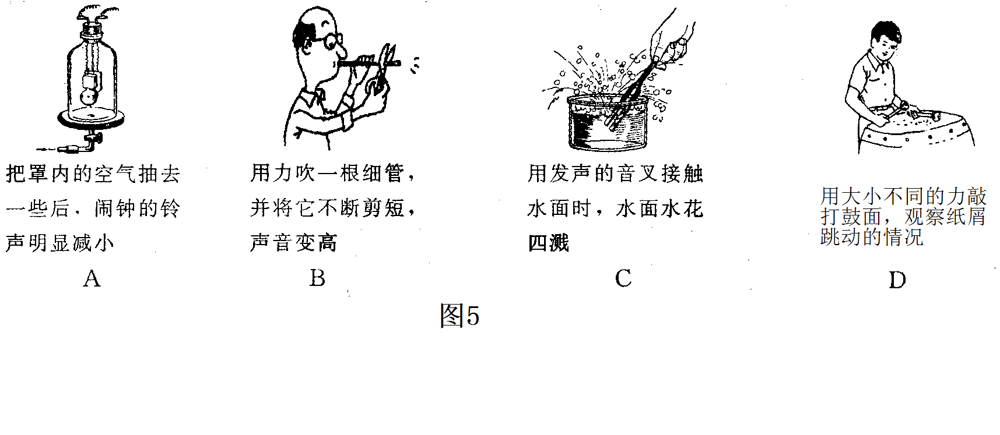 把罩内的空气抽去
一些后，闹钟的铃
声明显减小
A
用力吹一根细管，
并将它不断剪短，
声音变高
B
用发声的音叉接触
水面时，水面水花
四溅
C
用大小不同的力敲
打鼓面，观察纸屑
跳动的情况
D
图5